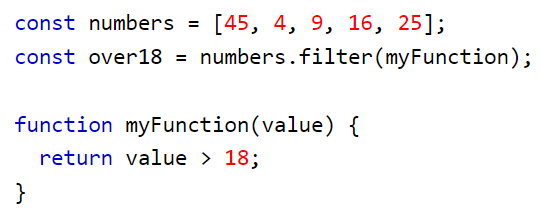 const numbers = [45, 4, 9, 16, 25];
const over18 = numbers.filter(myFunction);
function myFunction(value) {
return value > 18;
}